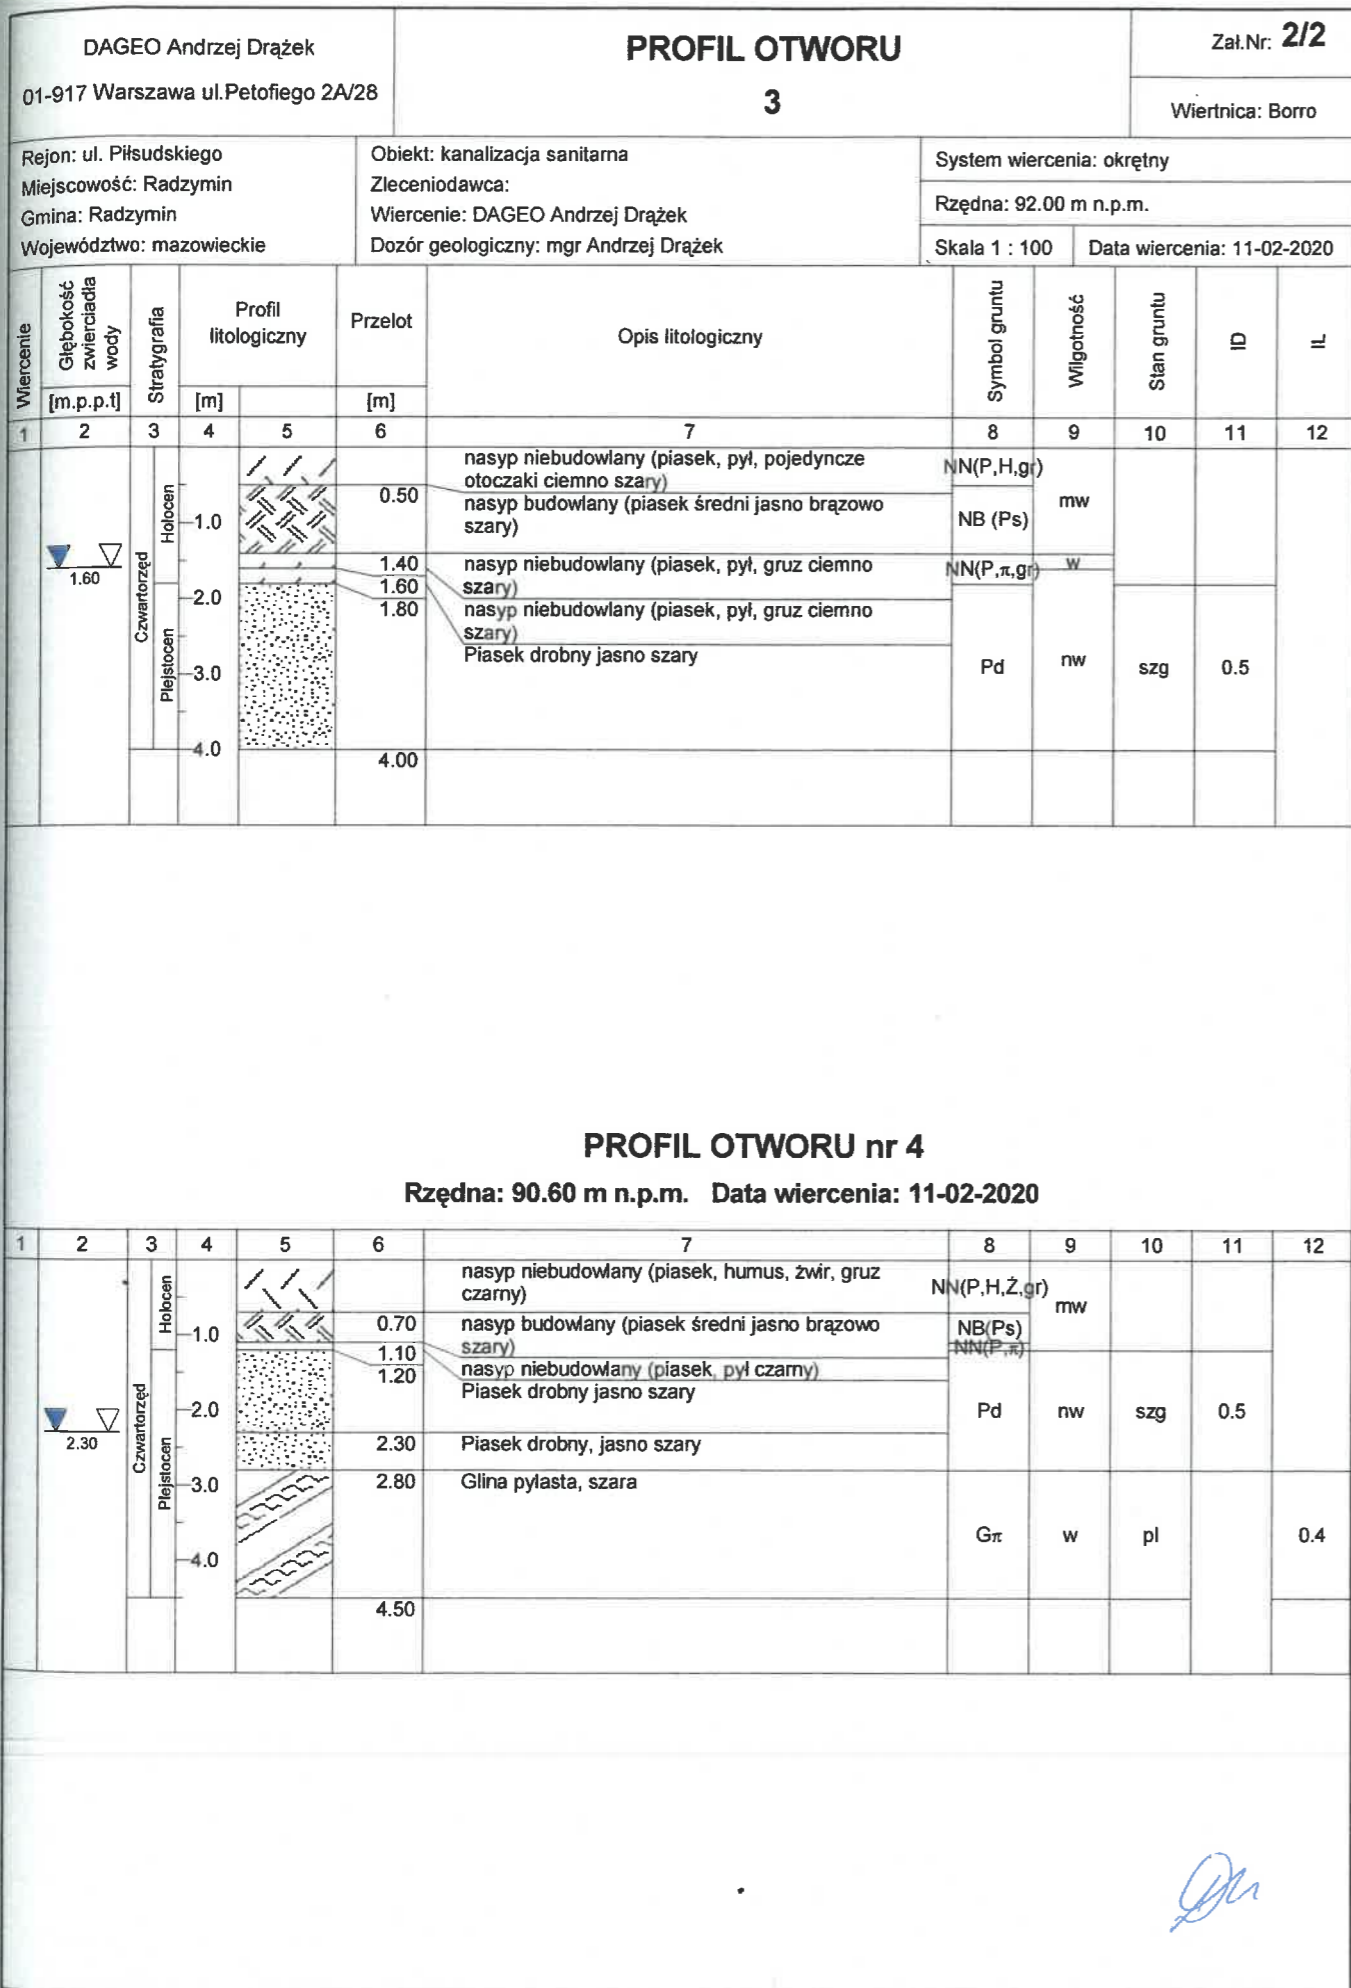 DAGEO Andrzej Drążek
01-917 Warszawa ul.Petofiego 2A/28
PROFIL OTWORU
3
Zał.Nr: 2/2
Wiertnica: Borro
Rejon: ul. Piłsudskiego
Miejscowość: Radzymin
Gmina: Radzymin
Województwo: mazowieckie
Obiekt: kanalizacja sanitarna
Zleceniodawca:
Wiercenie: DAGEO Andrzej Drążek
Dozór geologiczny: mgr Andrzej Drążek
System wiercenia: okrętny
Rzędna: 92.00 m n.p.m.
Skala 1 : 100
Data wiercenia: 11-02-2020
Wiercenie
Głębokość zwierciadła wody
[m.p.p.t]
Stratygrafia
Profil litologiczny
[m]
Przelot
[m]
Opis litologiczny
Symbol gruntu
Wilgotność
Stan gruntu
ID
IL
1 2 3 4 5 6 7 8 9 10 11 12
1.60
Czwartorzęd
Holocen
Plejstocen
1.0
2.0
3.0
4.0
0.50
1.40
1.60
1.80
4.00
nasyp niebudowlany (piasek, pył, pojedyncze
otoczaki ciemno szary)
nasyp budowlany (piasek średni jasno brązowo
szary)
nasyp niebudowlany (piasek, pył, gruz ciemno
szary)
nasyp niebudowlany (piasek, pył, gruz ciemno
szary)
Piasek drobny jasno szary
NN(P,H,gr)
NB (Ps)
NN(P,π,gr)
Pd
mw
w
nw
szg
0.5
PROFIL OTWORU nr 4
Rzędna: 90.60 m n.p.m. Data wiercenia: 11-02-2020
1 2 3 4 5 6 7 8 9 10 11 12
2.30
Czwartorzęd
Holocen
Plejstocen
1.0
2.0
3.0
4.0
0.70
1.10
1.20
2.30
2.80
4.50
nasyp niebudowlany (piasek, humus, żwir, gruz
czarny)
nasyp budowlany (piasek średni jasno brązowo
szary)
nasyp niebudowlany (piasek, pył czarny)
Piasek drobny jasno szary
Piasek drobny, jasno szary
Glina pylasta, szara
NN(P,H,Ż,gr)
NB(Ps)
NN(P,π)
Pd
Gπ
mw
nw
w
szg
pl
0.5
0.4